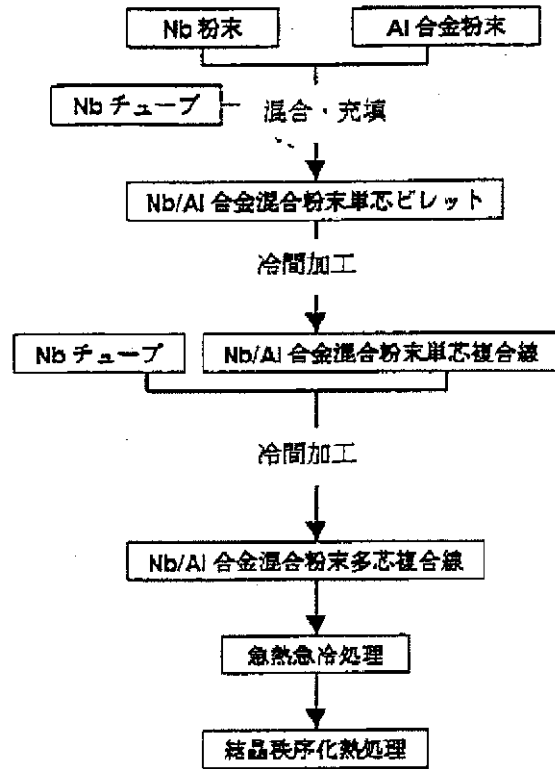 Nb 粉末
Al 合金粉末
Nb チューブ
混合・充填
Nb/Al 合金混合粉末単芯ビレット
冷間加工
Nb チューブ
Nb/Al 合金混合粉末単芯複合線
冷間加工
Nb/Al 合金混合粉末多芯複合線
急熱急冷処理
結晶秩序化熱処理